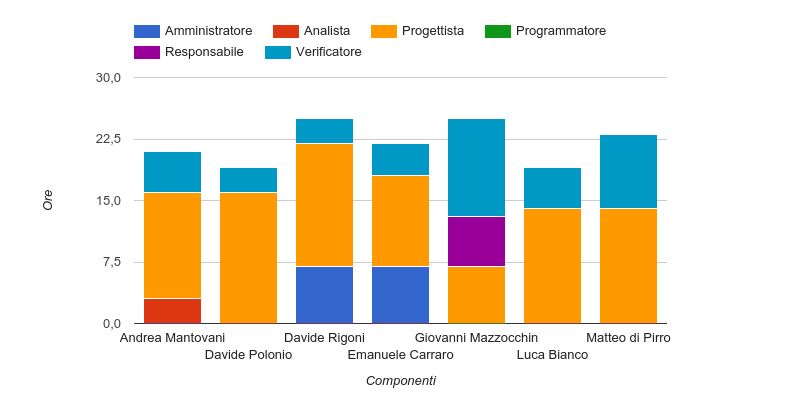 Amministratore Analista Progettista Programmatore
Responsabile Verificatore
30,0
22,5
15,0
7,5
0,0
Ore
Andrea Mantovani Davide Rigoni Giovanni Mazzocchin Matteo di Pirro
Davide Polonio Emanuele Carraro Luca Bianco
Componenti